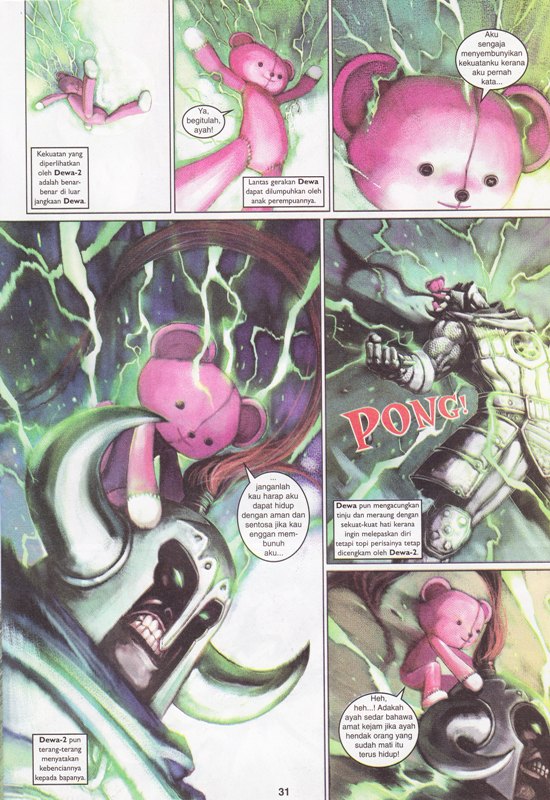 Kekuatan yang
diperlihatkan
oleh Dewa-2
adalah benar-
benar di luar
jangkaan Dewa.
Ya,
begitulah,
ayah!
Lantas gerakan Dewa
dapat dilumpuhkan oleh
anak perempuannya.
Aku
sengaja
menyembunyikan
kekuatanku kerana
aku pernah
kata...
...
janganlah
kau harap aku
dapat hidup
dengan aman dan
sentosa jika kau
enggan mem-
bunuh
aku...
Dewa-2 pun
terang-terang
menyatakan
kebenciannya
kepada bapanya.
PONG!
Dewa pun mengacungkan
tinju dan meraung dengan
sekuat-kuat hati kerana
ingin melepaskan diri
tetapi topi perisainya tetap
dicengkam oleh Dewa-2.
Heh,
heh...! Adakah
ayah sedar bahawa
amat kejam jika ayah
hendak orang yang
sudah mati itu
terus hidup!
31